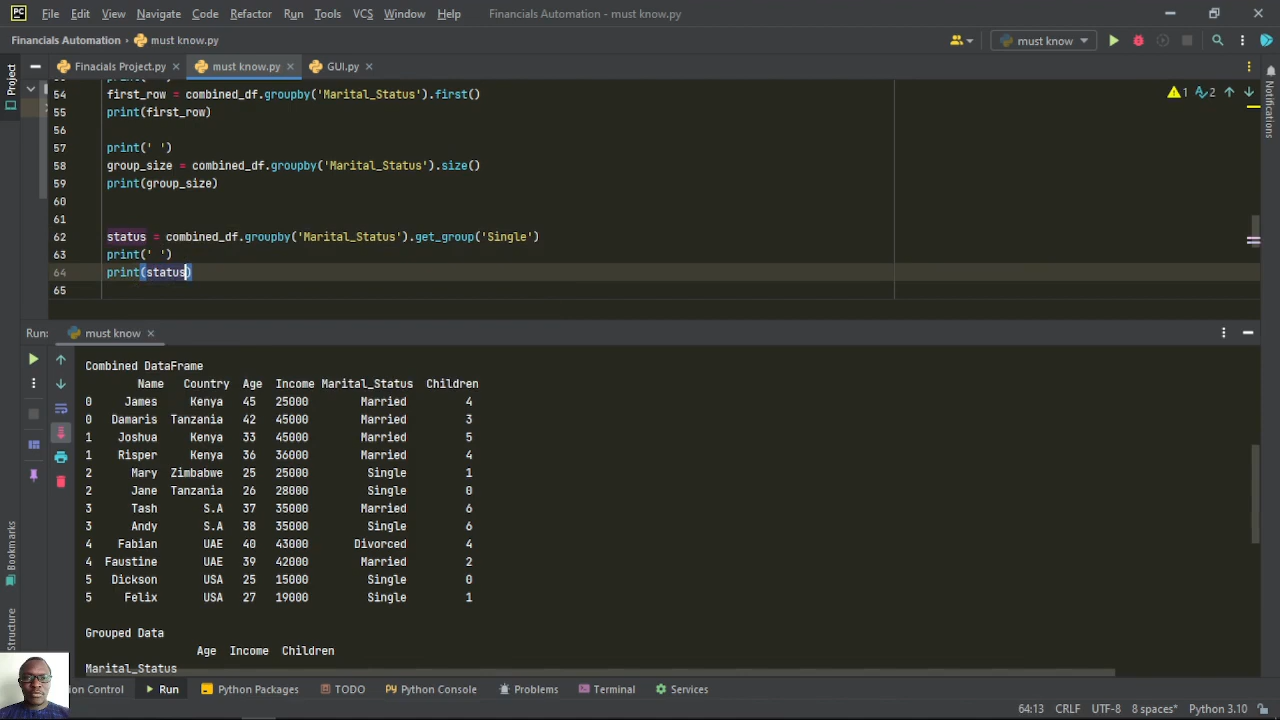 PC File Edit View Navigate Code Refactor Run Tools VCS Window Help Financials Automation - must know.py
Financials Automation must know.py must know
Finacials Project.py must know.py GUI.py
Project
Notifications
1 2
54 first_row = combined_df.groupby('Marital_Status').first()
55 print(first_row)
56
57 print(' ')
58 group_size = combined_df.groupby('Marital_Status').size()
59 print(group_size)
60
61
62 status = combined_df.groupby('Marital_Status').get_group('Single')
63 print(' ')
64 print(status)
65
Run: must know
Combined DataFrame
Name Country Age Income Marital_Status Children
0 James Kenya 45 25000 Married 4
0 Damaris Tanzania 42 45000 Married 3
1 Joshua Kenya 33 45000 Married 5
1 Risper Kenya 36 36000 Married 4
2 Mary Zimbabwe 25 25000 Single 1
2 Jane Tanzania 26 28000 Single 0
3 Tash S.A 37 35000 Married 6
3 Andy S.A 38 35000 Single 6
4 Fabian UAE 40 43000 Divorced 4
4 Faustine UAE 39 42000 Married 2
5 Dickson USA 25 15000 Single 0
5 Felix USA 27 19000 Single 1
Grouped Data
Age Income Children
Marital_Status
Bookmarks
Structure
on Control Run Python Packages TODO Python Console Problems Terminal Services
64:13 CRLF UTF-8 8 spaces* Python 3.10